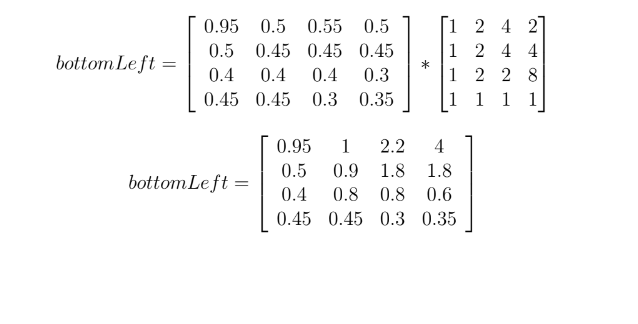 bottomLeft = [ 0.95 0.5 0.55 0.5 ] * [ 1 2 4 2 ]
0.5 0.45 0.45 0.45 1 2 4 4
0.4 0.4 0.4 0.3 1 2 2 8
0.45 0.45 0.3 0.35 1 1 1 1
bottomLeft = [ 0.95 1 2.2 4 ]
0.5 0.9 1.8 1.8
0.4 0.8 0.8 0.6
0.45 0.45 0.3 0.35